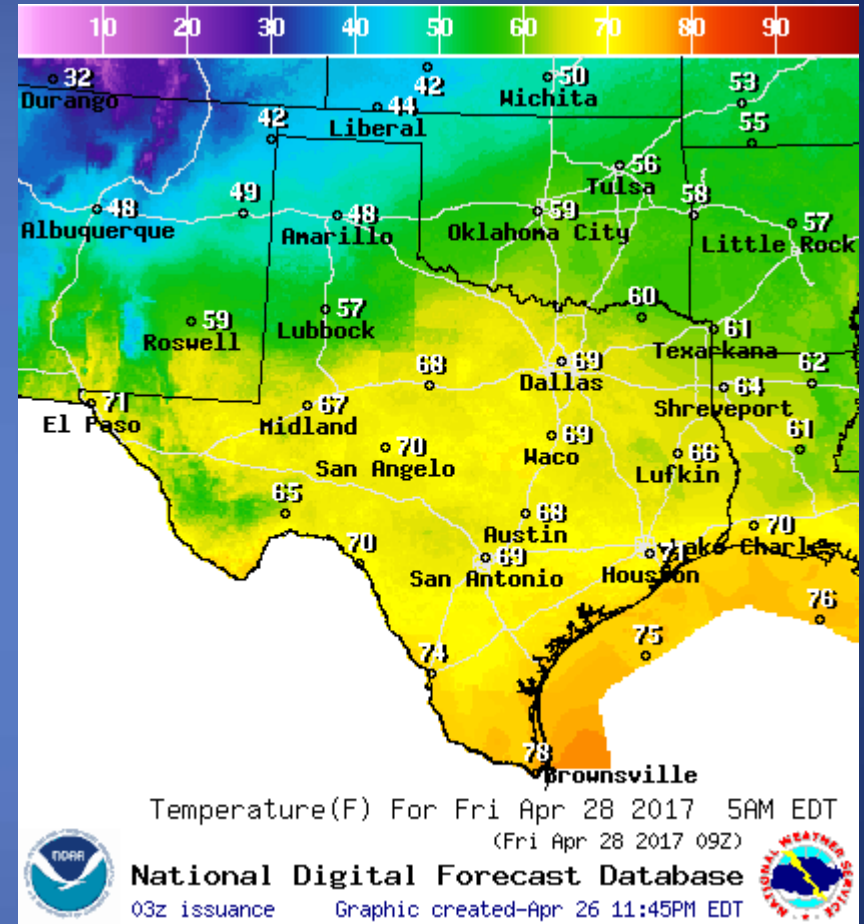 10 20 30 40 50 60 70 80 90
32
Durango
42
50
Wichita
53
44
Liberal
42
55
56
Tulsa
48
Albuquerque
49
48
Amarillo
59
Oklahoma City
58
57
Little Rock
59
Roswell
57
Lubbock
60
61
Texarkana
68
69
Dallas
62
64
Shreveport
71
El Paso
67
Midland
70
San Angelo
69
Waco
66
Lufkin
61
65
68
Austin
70
Lake Charles
70
69
San Antonio
71
Houston
76
75
74
78
Brownsville
Temperature(F) For Fri Apr 28 2017 5AM EDT
(Fri Apr 28 2017 09Z)
NOAA
National Digital Forecast Database
NATIONAL WEATHER SERVICE
03z issuance Graphic created-Apr 26 11:45PM EDT